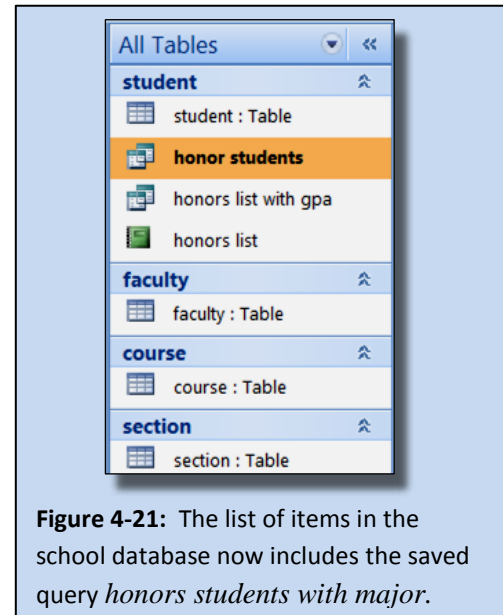 All Tables
student
student : Table
honor students
honors list with gpa
honors list
faculty
faculty : Table
course
course : Table
section
section : Table
Figure 4-21: The list of items in the
school database now includes the saved
query honors students with major.